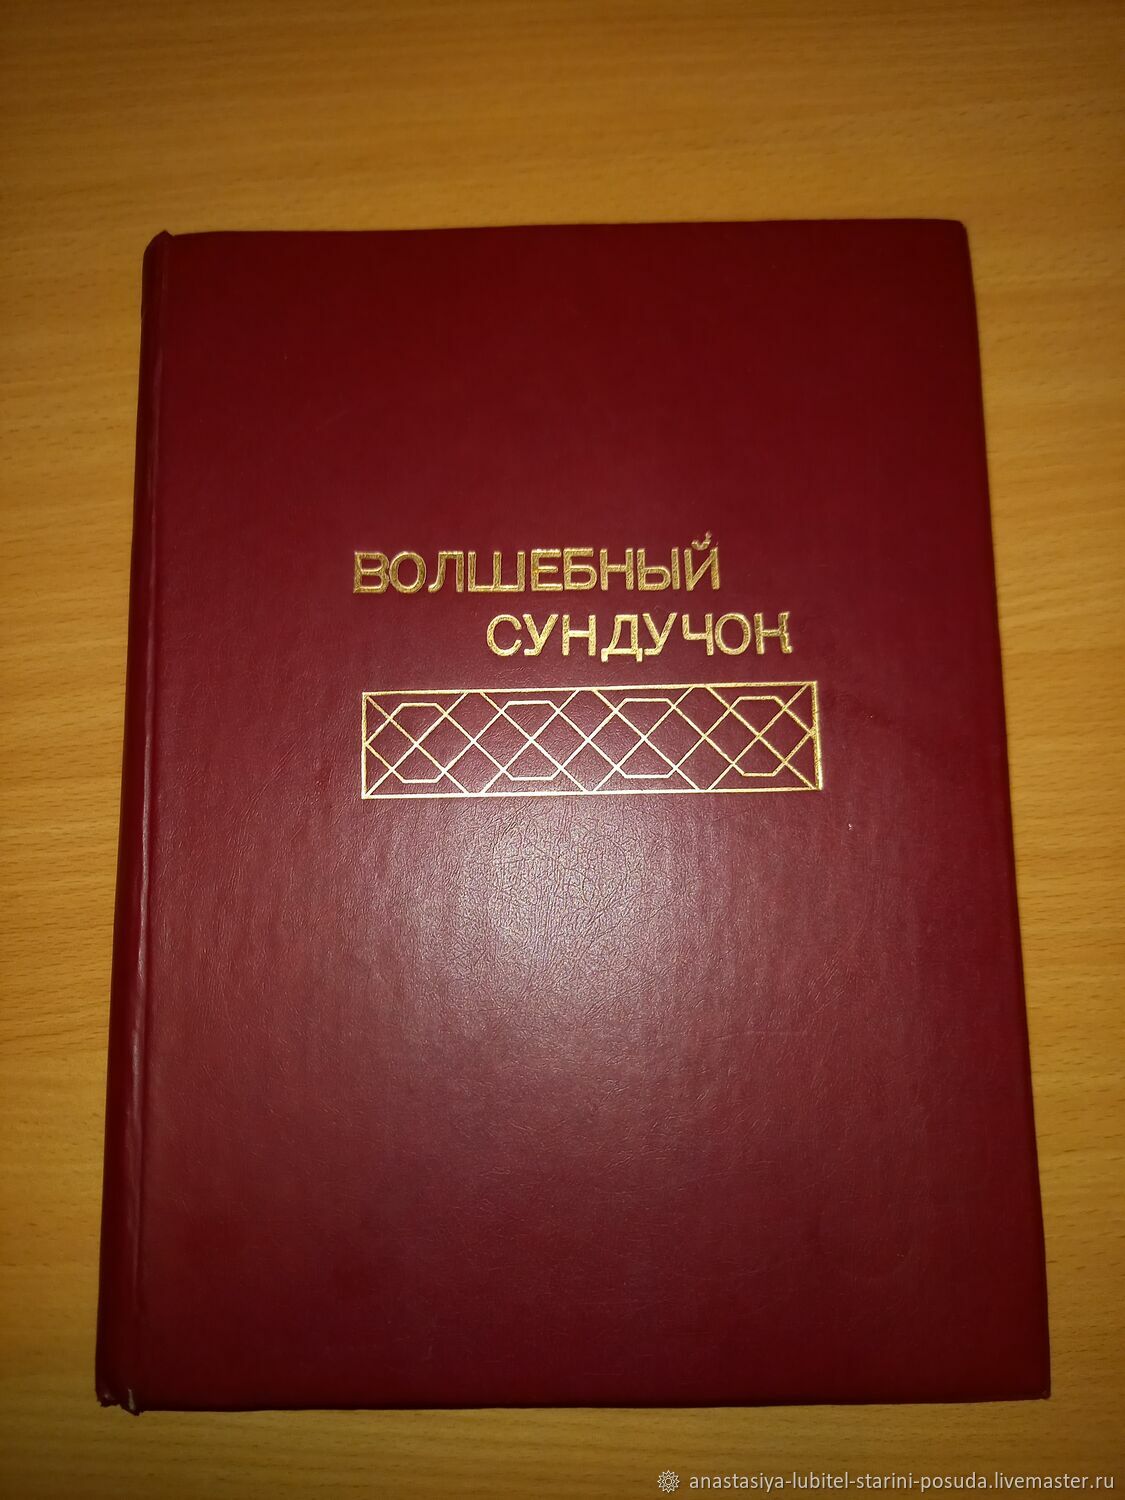 ВОЛШЕБНЫЙ
СУНДУЧОК
anastasiya-lubitel-starini-posuda.livemaster.ru